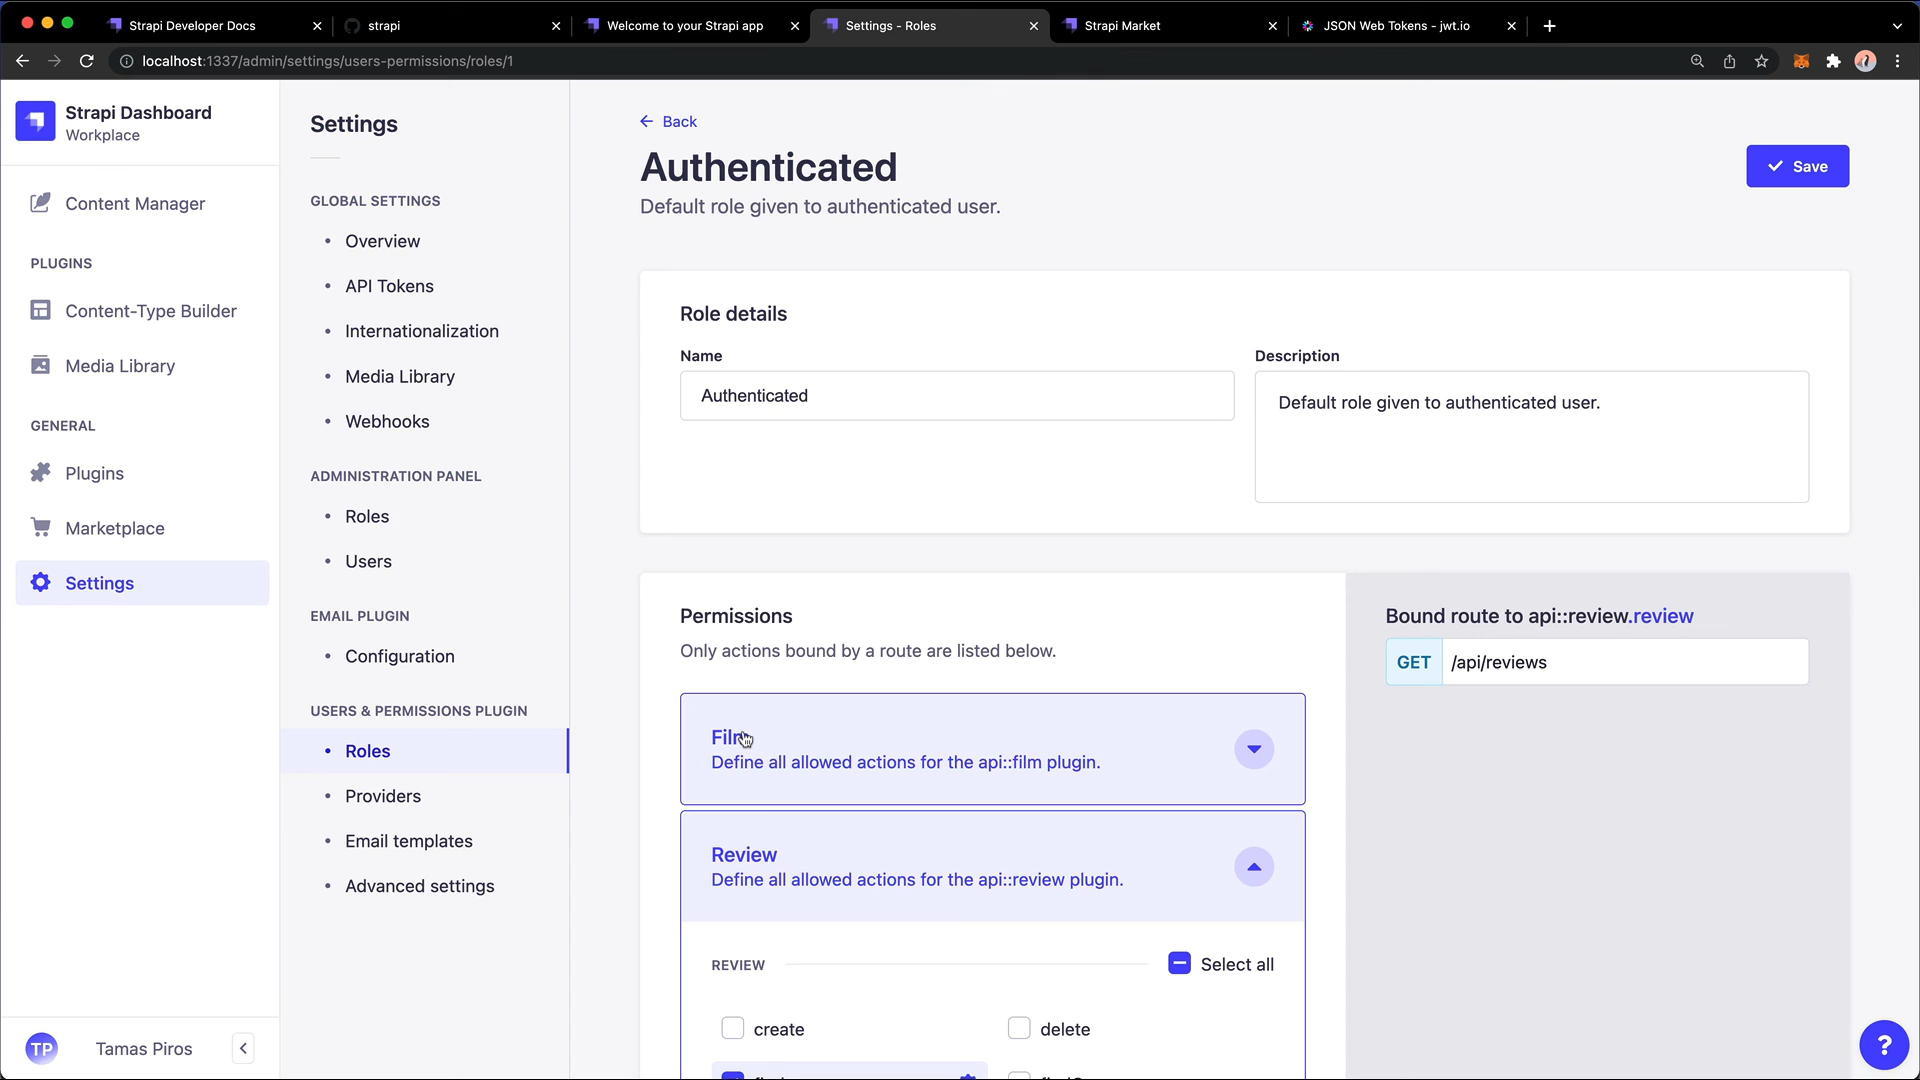 Strapi Developer Docs
strapi
Welcome to your Strapi app
Settings - Roles
Strapi Market
JSON Web Tokens - jwt.io
localhost:1337/admin/settings/users-permissions/roles/1
Strapi Dashboard
Workplace
Content Manager
PLUGINS
Content-Type Builder
Media Library
GENERAL
Plugins
Marketplace
Settings
TP
Tamas Piros
Settings
GLOBAL SETTINGS
Overview
API Tokens
Internationalization
Media Library
Webhooks
ADMINISTRATION PANEL
Roles
Users
EMAIL PLUGIN
Configuration
USERS & PERMISSIONS PLUGIN
Roles
Providers
Email templates
Advanced settings
Back
Authenticated
Default role given to authenticated user.
Save
Role details
Name
Authenticated
Description
Default role given to authenticated user.
Permissions
Only actions bound by a route are listed below.
Film
Define all allowed actions for the api::film plugin.
Review
Define all allowed actions for the api::review plugin.
REVIEW
Select all
create
delete
Bound route to api::review.review
GET /api/reviews
?